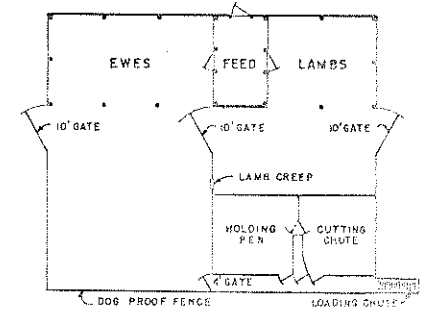 EWES
FEED
LAMBS
10' GATE
10' GATE
10' GATE
LAMB CREEP
HOLDING
PEN
CUTTING
CHUTE
4' GATE
DOG PROOF FENCE
LOADING CHUTE